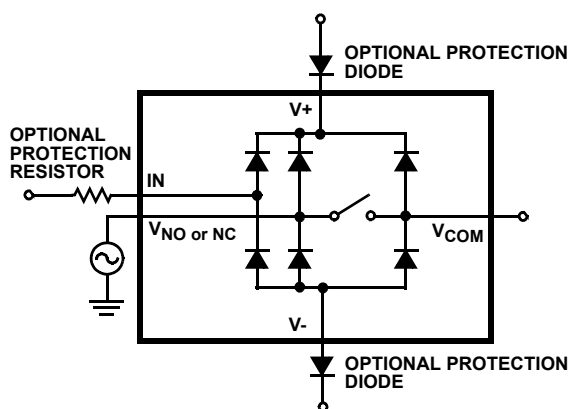 OPTIONAL PROTECTION
DIODE
V+
OPTIONAL
PROTECTION
RESISTOR
IN
VNO or NC
VCOM
V-
OPTIONAL PROTECTION
DIODE